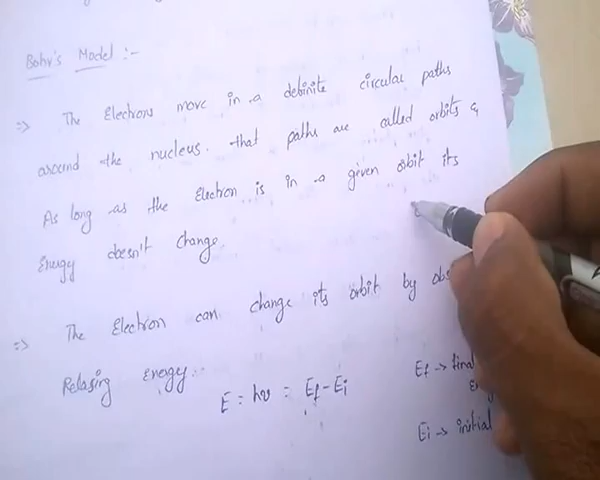 Bohr's Model :-
=> The Electrons move in a definite circular paths
around the nucleus. that paths are called orbits &
As long as the Electron is in a given orbit its
Energy doesn't change.
=> The Electron can change its orbit by abs
Relasing energy.
E = hν = Ef - Ei
Ef → final
Ei → initial